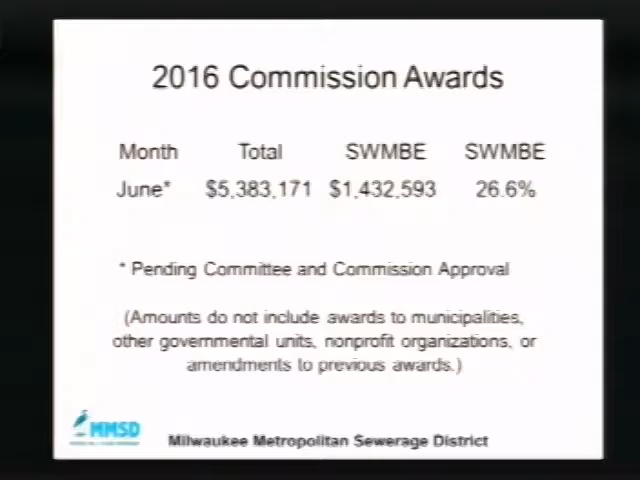 2016 Commission Awards
Month Total SWMBE SWMBE
June* $5,383,171 $1,432,593 26.6%
* Pending Committee and Commission Approval
(Amounts do not include awards to municipalities,
other governmental units, nonprofit organizations, or
amendments to previous awards.)
MMSD
Milwaukee Metropolitan Sewerage District